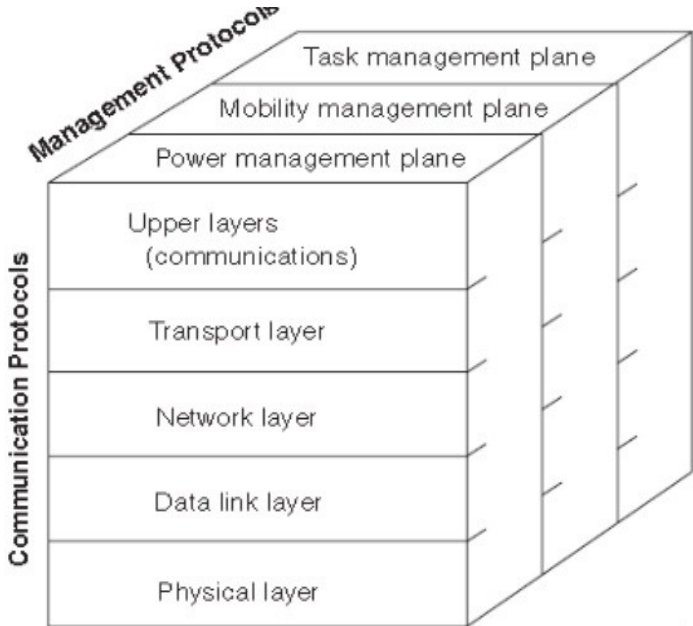 Management Protocols
Task management plane
Mobility management plane
Power management plane
Communication Protocols
Upper layers
(communications)
Transport layer
Network layer
Data link layer
Physical layer